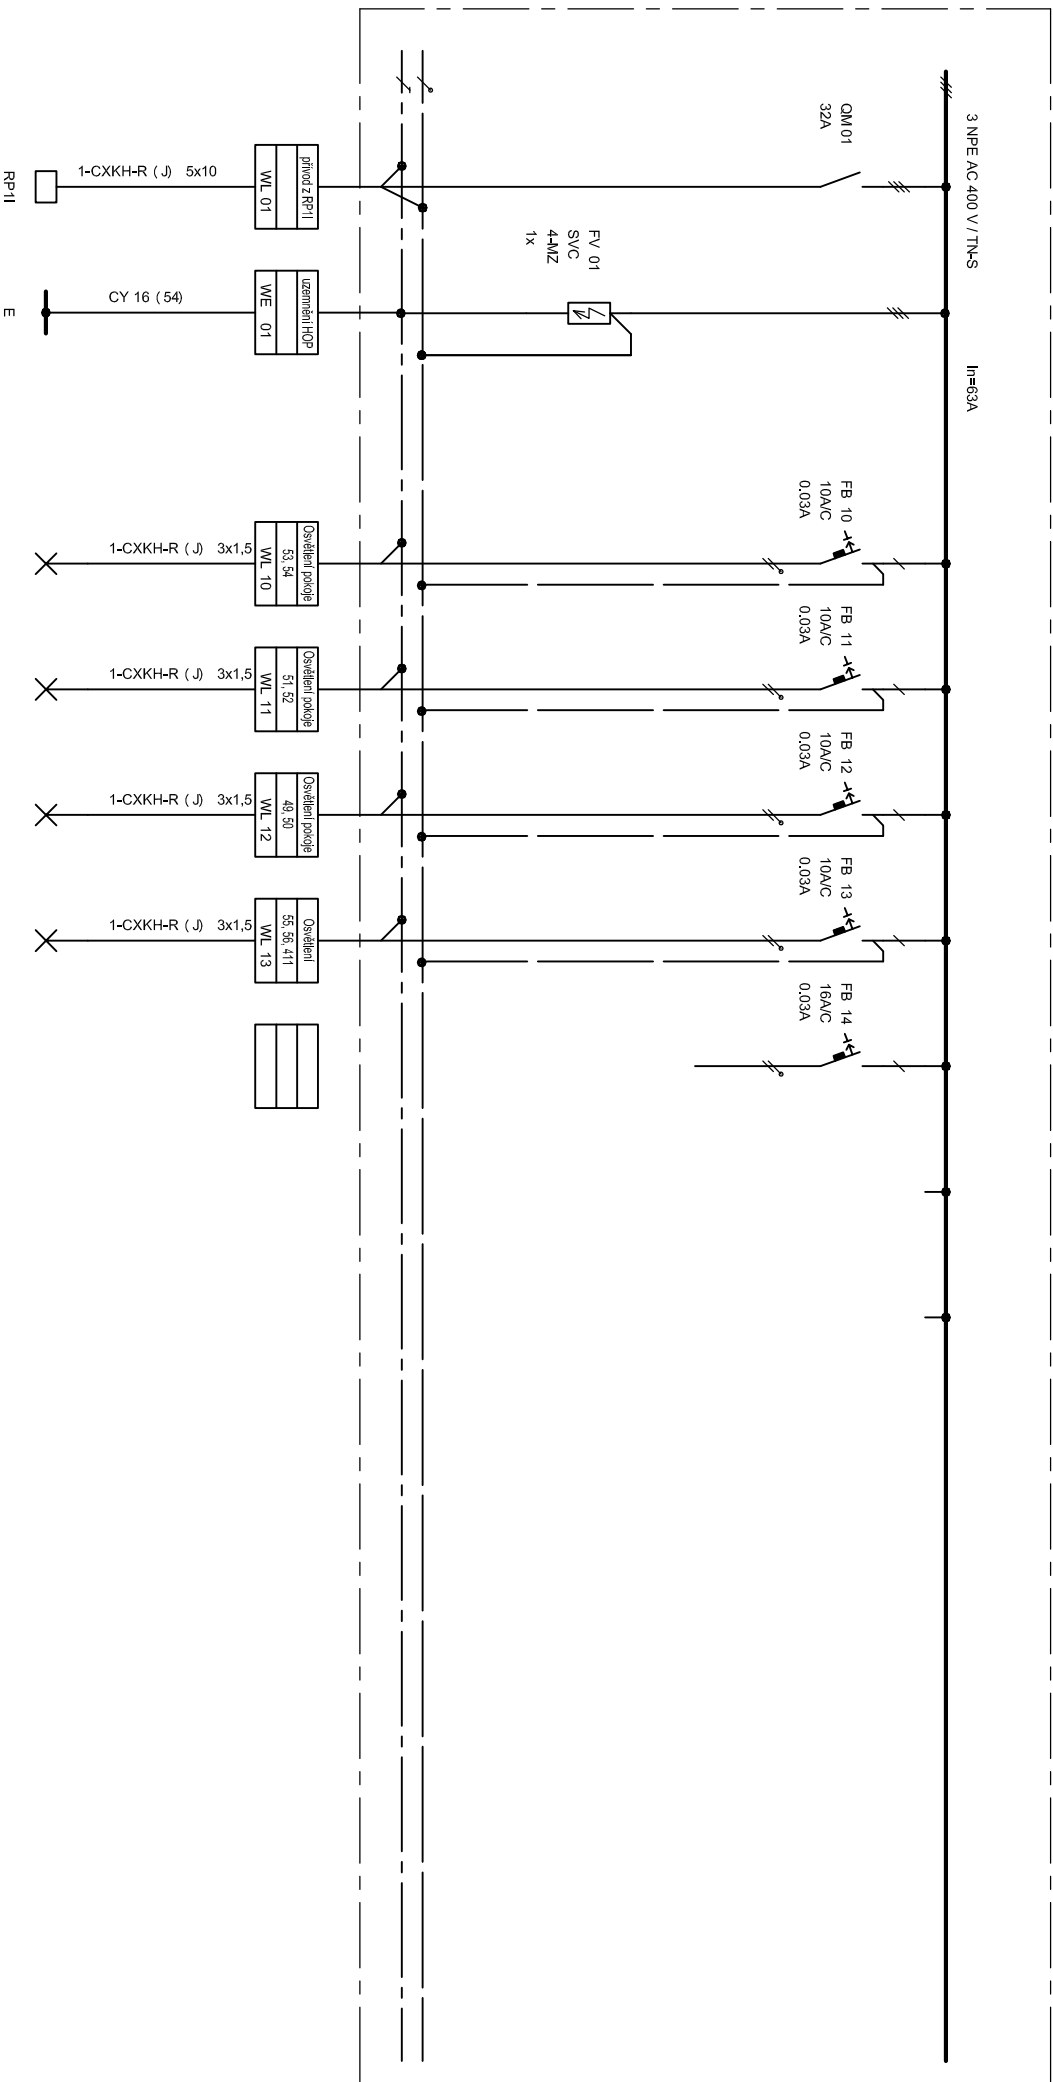 3 NPE AC 400 V / TN-S
In=63A
QM01
32A
FV 01
SVC
4-MZ
1x
FB 10
10A/C
0.03A
FB 11
10A/C
0.03A
FB 12
10A/C
0.03A
FB 13
10A/C
0.03A
FB 14
16A/C
0.03A
přívod z RP1I
WL 01
uzemnění HOP
WE 01
Osvětlení pokoje
53, 54
WL 10
Osvětlení pokoje
51, 52
WL 11
Osvětlení pokoje
49, 50
WL 12
Osvětlení
55, 56, 411
WL 13
1-CXKH-R ( J) 5x10
CY 16 ( 54)
1-CXKH-R ( J) 3x1,5
1-CXKH-R ( J) 3x1,5
1-CXKH-R ( J) 3x1,5
1-CXKH-R ( J) 3x1,5
RP1I
E